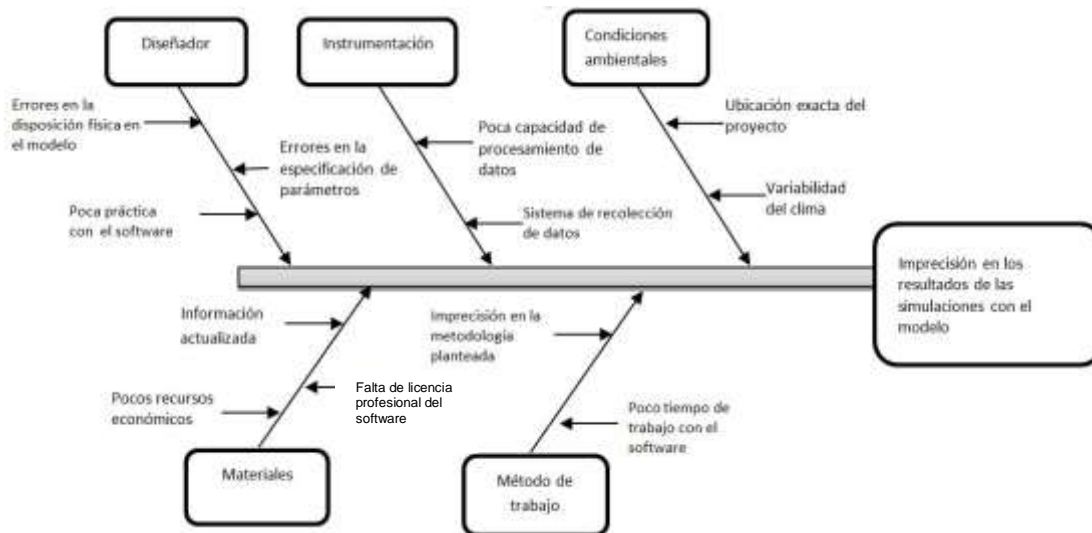 Diseñador
Instrumentación
Condiciones
ambientales
Errores en la
disposición física en
el modelo
Errores en la
especificación de
parámetros
Poca práctica
con el software
Poca capacidad de
procesamiento de
datos
Sistema de recolección
de datos
Ubicación exacta del
proyecto
Variabilidad
del clima
Imprecisión en los
resultados de las
simulaciones con el
modelo
Información
actualizada
Falta de licencia
profesional del
software
Pocos recursos
económicos
Materiales
Imprecisión en la
metodología
planteada
Poco tiempo de
trabajo con el
software
Método de
trabajo